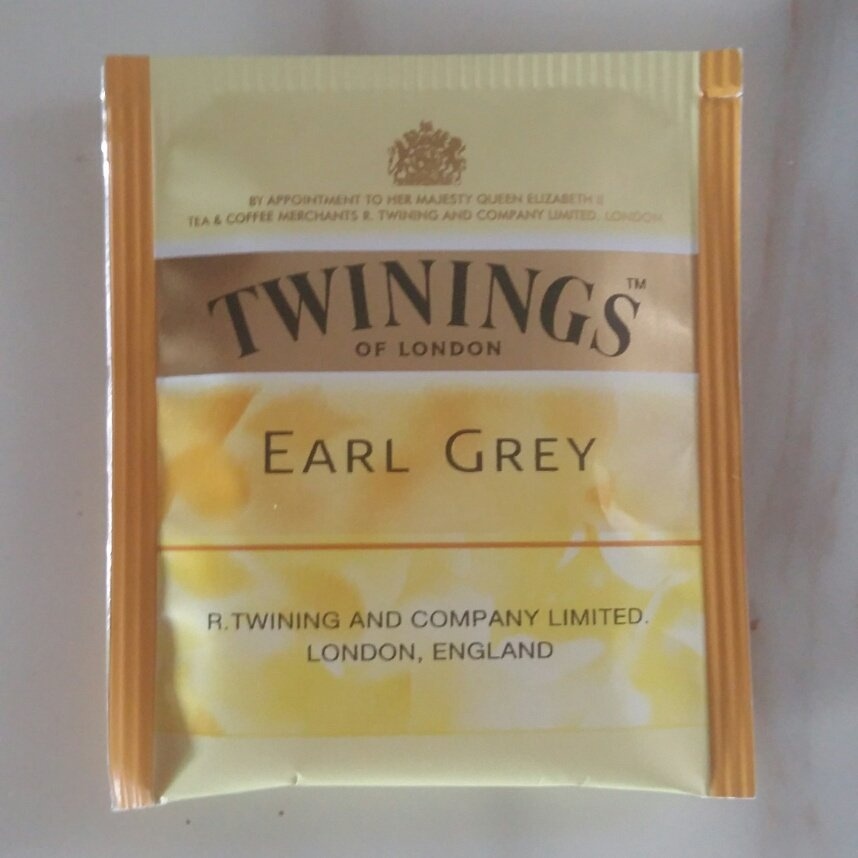 BY APPOINTMENT TO HER MAJESTY QUEEN ELIZABETH II
TEA & COFFEE MERCHANTS R. TWINING AND COMPANY LIMITED, LONDON
TWININGS™
OF LONDON
EARL GREY
R.TWINING AND COMPANY LIMITED.
LONDON, ENGLAND